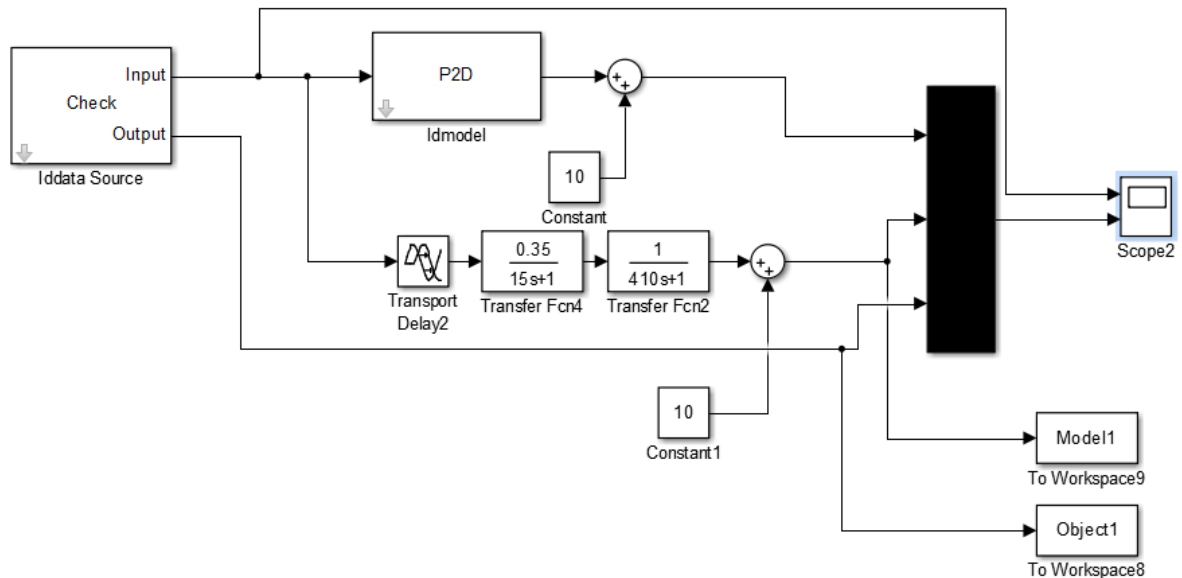 Input
Check
Output
Iddata Source
P2D
Idmodel
+
+
10
Constant
Transport
Delay2
0.35
15s+1
Transfer Fcn4
1
410s+1
Transfer Fcn2
+
+
10
Constant1
Scope2
Model1
To Workspace9
Object1
To Workspace8